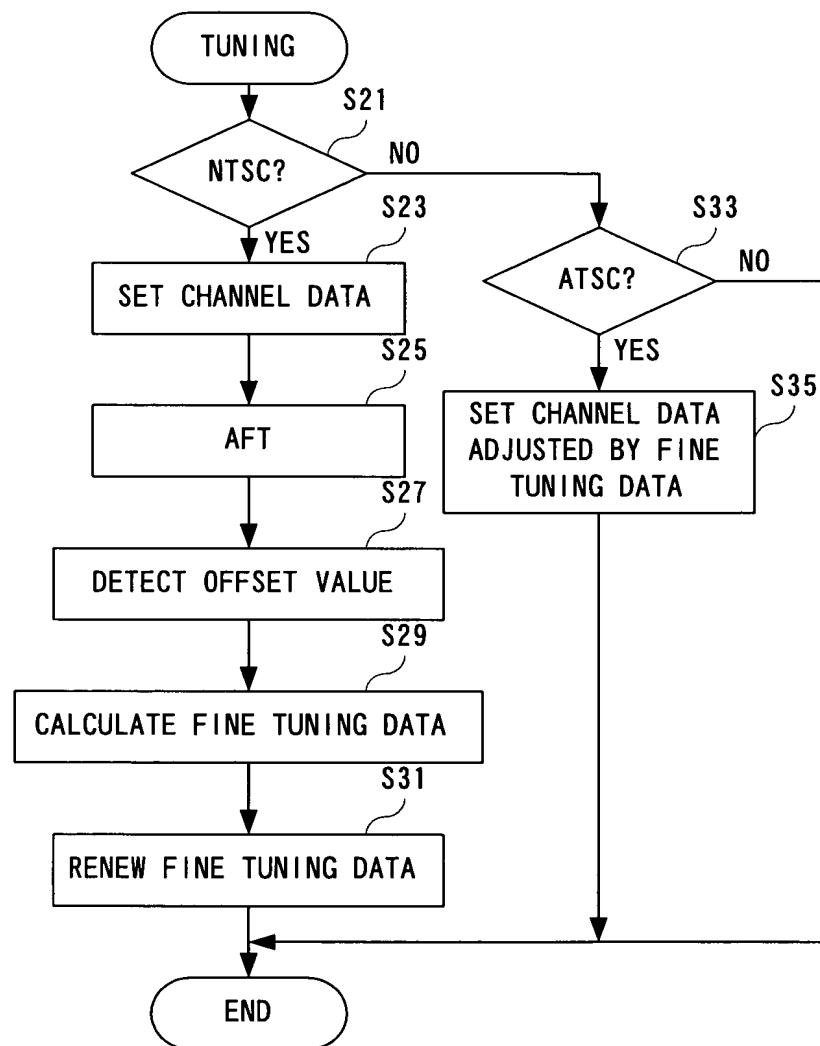 TUNING
S21
NTSC?
NO
YES
S23
SET CHANNEL DATA
S25
AFT
S27
DETECT OFFSET VALUE
S29
CALCULATE FINE TUNING DATA
S31
RENEW FINE TUNING DATA
S33
ATSC?
NO
YES
S35
SET CHANNEL DATA
ADJUSTED BY FINE
TUNING DATA
END